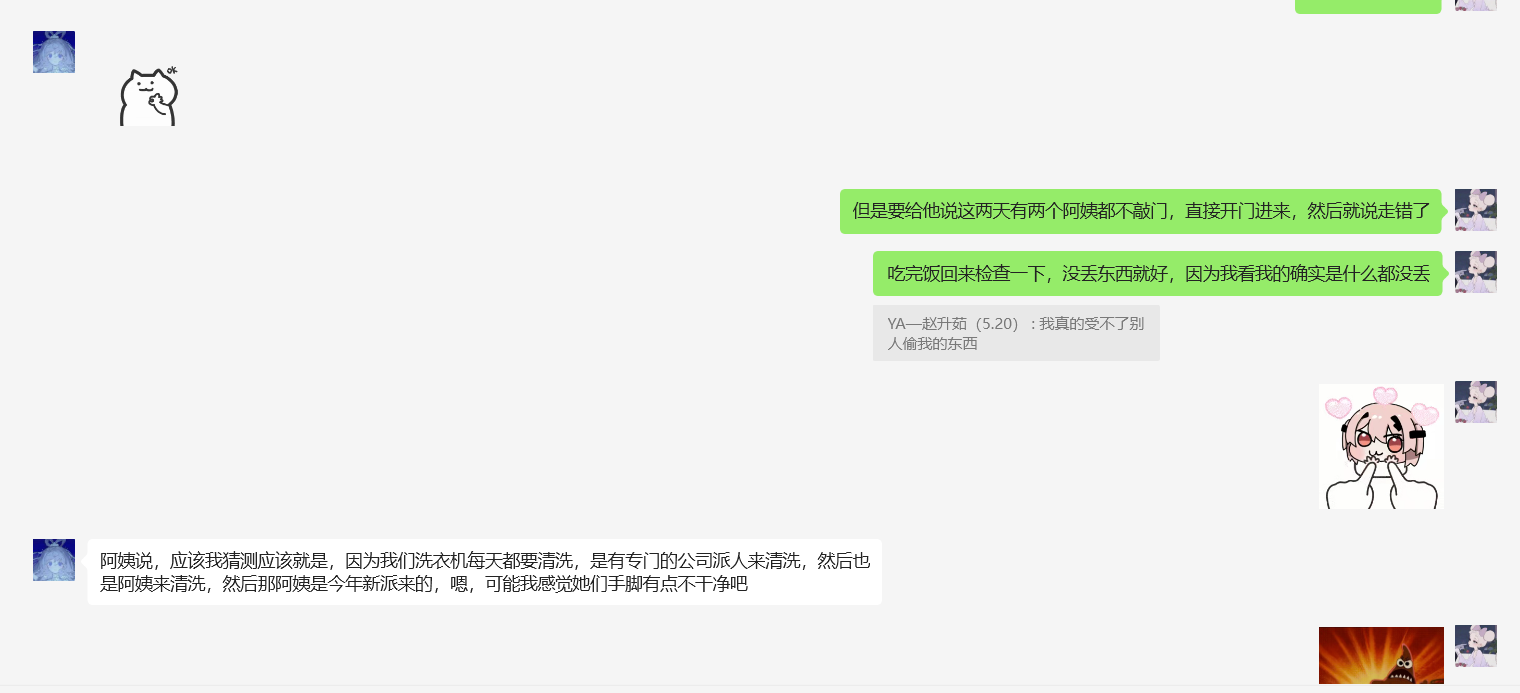 ok
但是要给他说这两天有两个阿姨都不敲门，直接开门进来，然后就说走错了
吃完饭回来检查一下，没丢东西就好，因为我看我的确实是什么都没丢
YA—赵升茹（5.20）：我真的受不了别
人偷我的东西
阿姨说，应该我猜测应该就是，因为我们洗衣机每天都要清洗，是有专门的公司派人来清洗，然后也
是阿姨来清洗，然后那阿姨是今年新派来的，嗯，可能我感觉她们手脚有点不干净吧